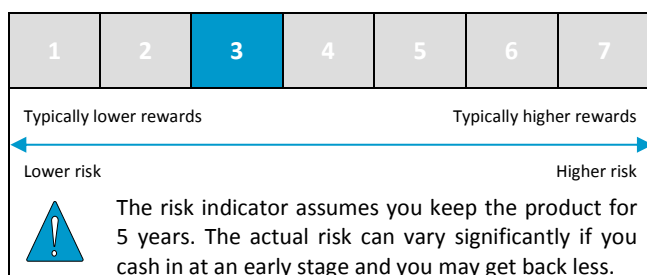 1 2 3 4 5 6 7
Typically lower rewards Typically higher rewards
Lower risk Higher risk
The risk indicator assumes you keep the product for
5 years. The actual risk can vary significantly if you
cash in at an early stage and you may get back less.